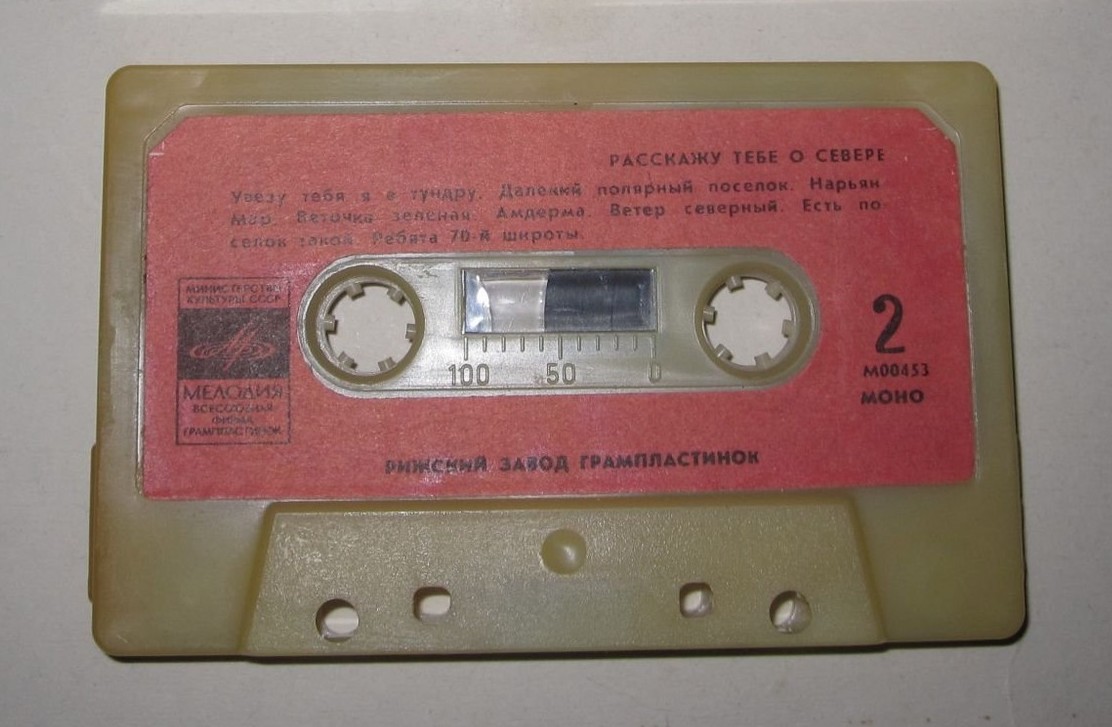 РАССКАЖУ ТЕБЕ О СЕВЕРЕ
Увезу тебя я в тундру. Далекий полярный поселок. Нарьян
Мар. Веточка зеленая. Амдерма. Ветер северный. Есть по
селок такой. Ребята 70-й широты.
МИНИСТЕРСТВО
КУЛЬТУРЫ СССР
МЕЛОДИЯ
ВСЕСОЮЗНАЯ
ФИРМА
ГРАМПЛАСТИНОК
100 50 0
2
М00453
МОНО
РИЖСКИЙ ЗАВОД ГРАМПЛАСТИНОК